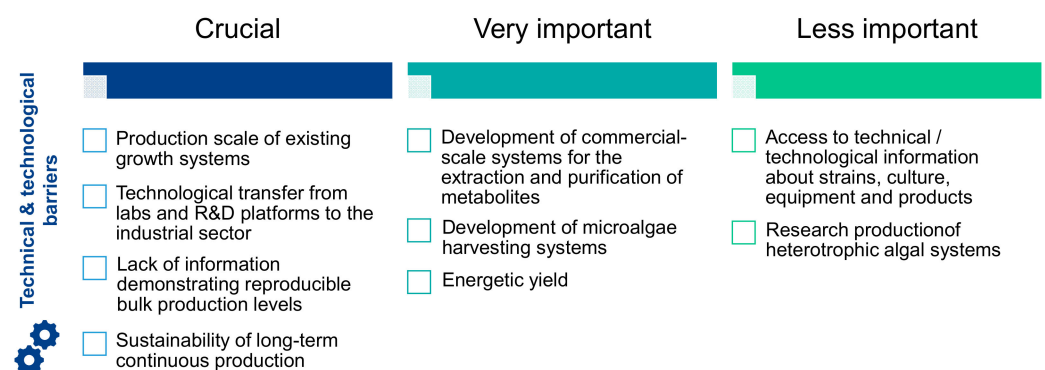 Crucial
Very important
Less important
Technical & technological
barriers
Production scale of existing
growth systems
Technological transfer from
labs and R&D platforms to the
industrial sector
Lack of information
demonstrating reproducible
bulk production levels
Sustainability of long-term
continuous production
Development of commercial-
scale systems for the
extraction and purification of
metabolites
Development of microalgae
harvesting systems
Energetic yield
Access to technical /
technological information
about strains, culture,
equipment and products
Research productionof
heterotrophic algal systems